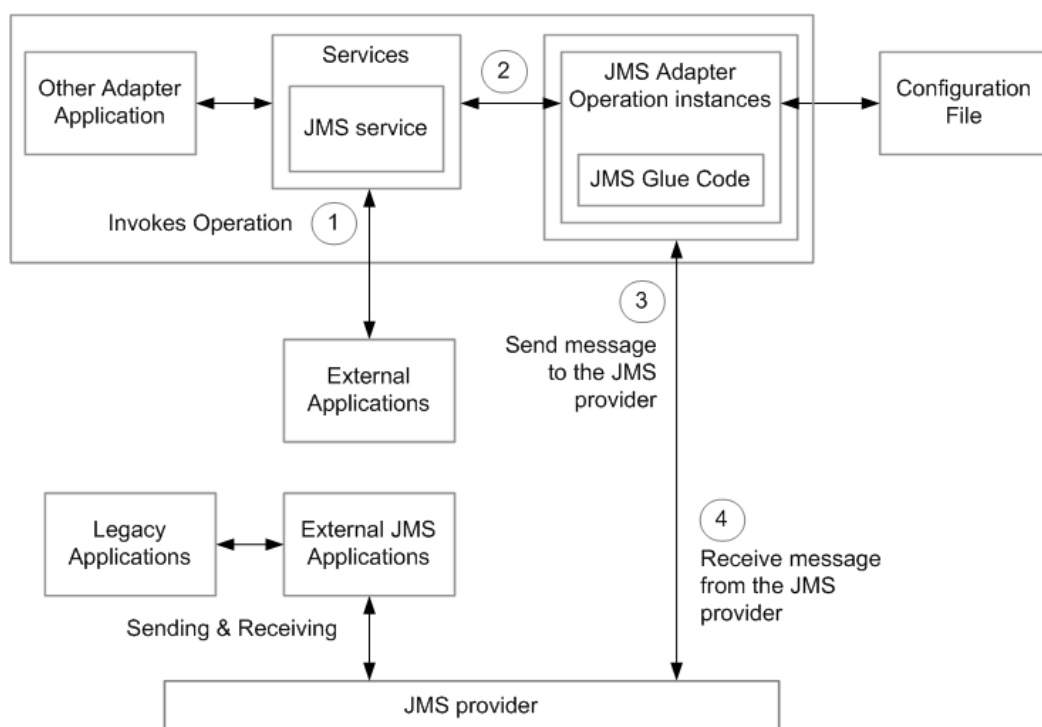 Services
2
JMS Adapter
Operation instances
Other Adapter
Application
JMS service
Configuration
File
JMS Glue Code
Invokes Operation
1
3
Send message
to the JMS
provider
External
Applications
4
Receive message
from the JMS
provider
Legacy
Applications
External JMS
Applications
Sending & Receiving
JMS provider